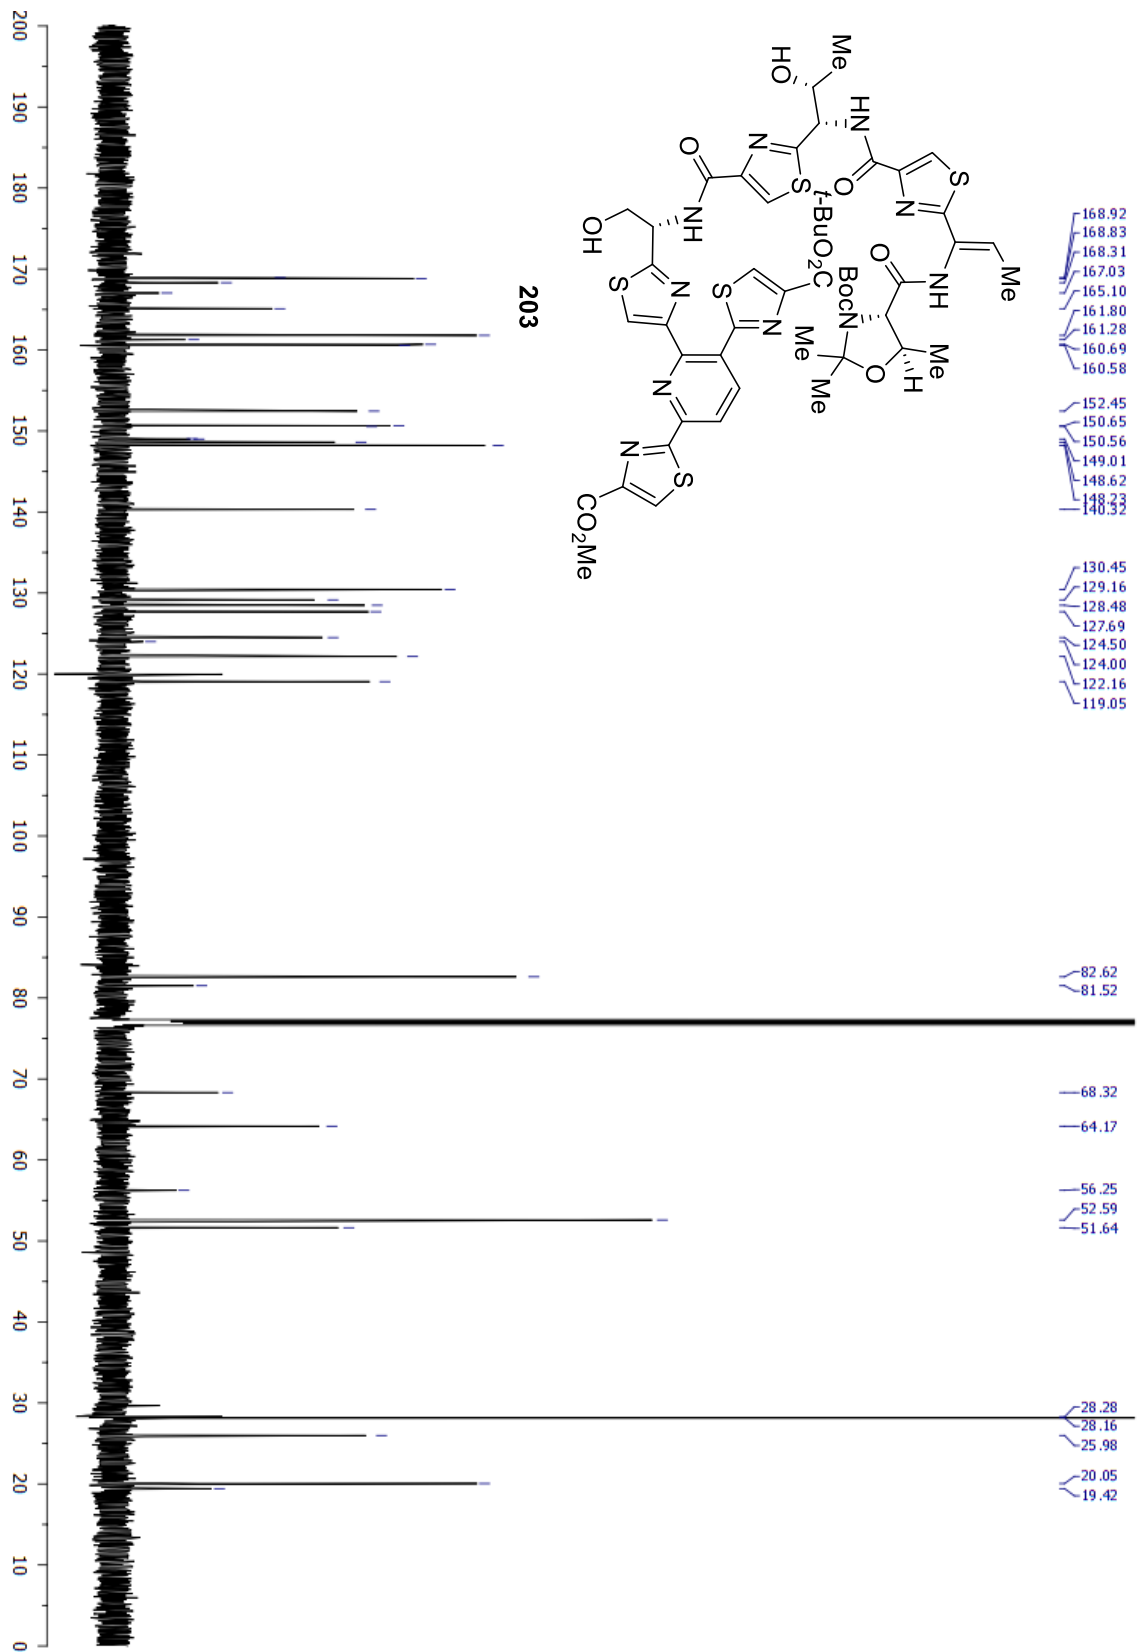 168.92
168.83
168.31
167.03
165.10
161.80
161.28
160.69
160.58
152.45
150.65
150.56
149.01
148.62
148.23
140.32
130.45
129.16
128.48
127.69
124.50
124.00
122.16
119.05
82.62
81.52
68.32
64.17
56.25
52.59
51.64
28.28
28.16
25.98
20.05
19.42
Me
HO
HN
O
S
N
N
S
O
NH
OH
t-BuO2C
BocN
O
NH
Me
Me
H
O
Me
Me
S
N
S
N
N
N
S
CO2Me
203
200 190 180 170 160 150 140 130 120 110 100 90 80 70 60 50 40 30 20 10 0